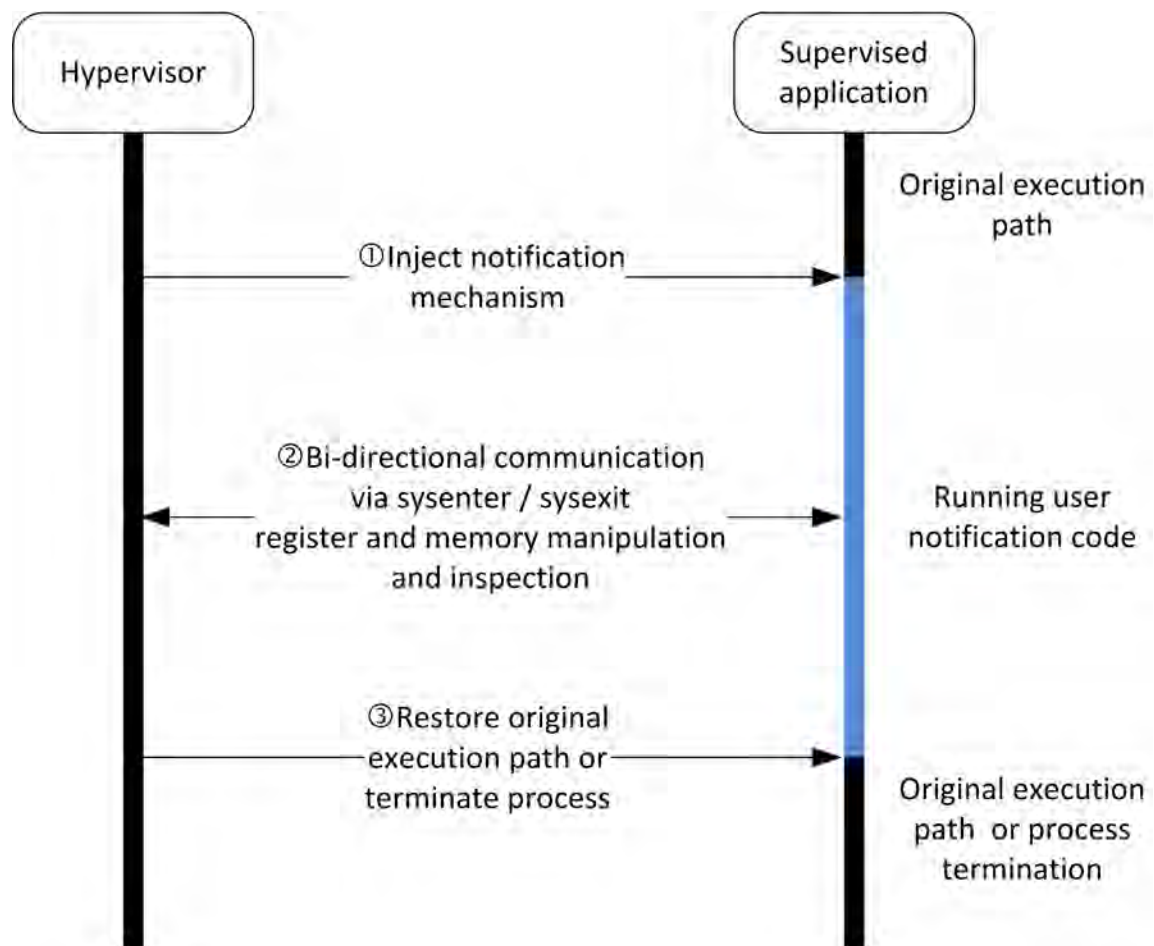 Hypervisor
Supervised
application
Original execution
path
①Inject notification
mechanism
②Bi-directional communication
via sysenter / sysexit
register and memory manipulation
and inspection
Running user
notification code
③Restore original
execution path or
terminate process
Original execution
path or process
termination